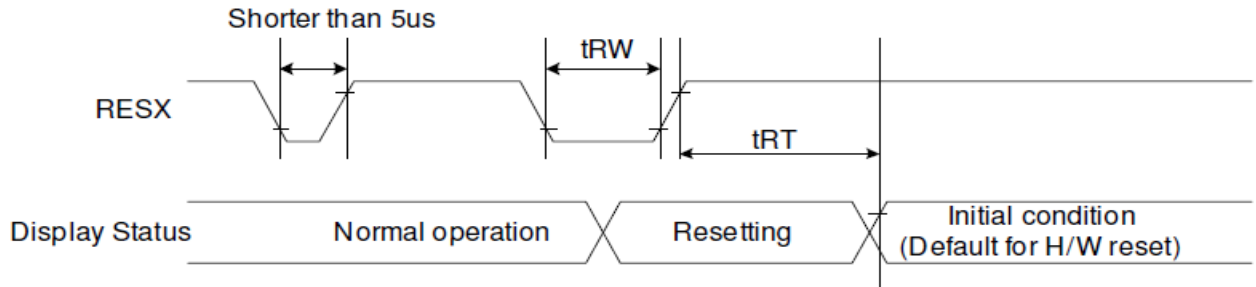 Shorter than 5us
tRW
RESX
tRT
Display Status
Normal operation
Resetting
Initial condition
(Default for H/W reset)